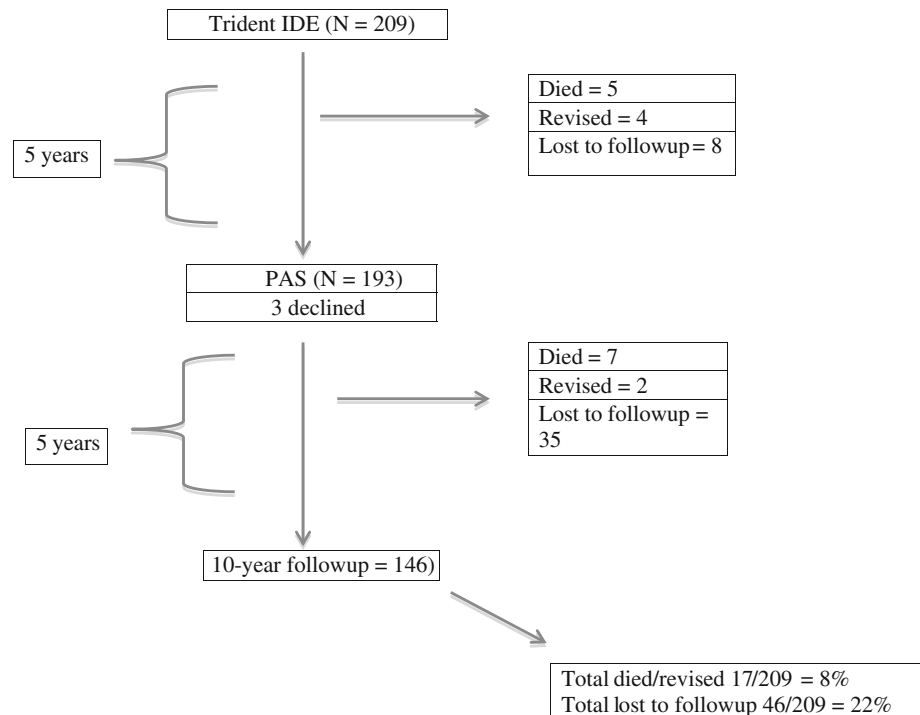 Trident IDE (N = 209)
Died = 5
Revised = 4
Lost to followup = 8
5 years
PAS (N = 193)
3 declined
Died = 7
Revised = 2
Lost to followup =
35
5 years
10-year followup = 146)
Total died/revised 17/209 = 8%
Total lost to followup 46/209 = 22%